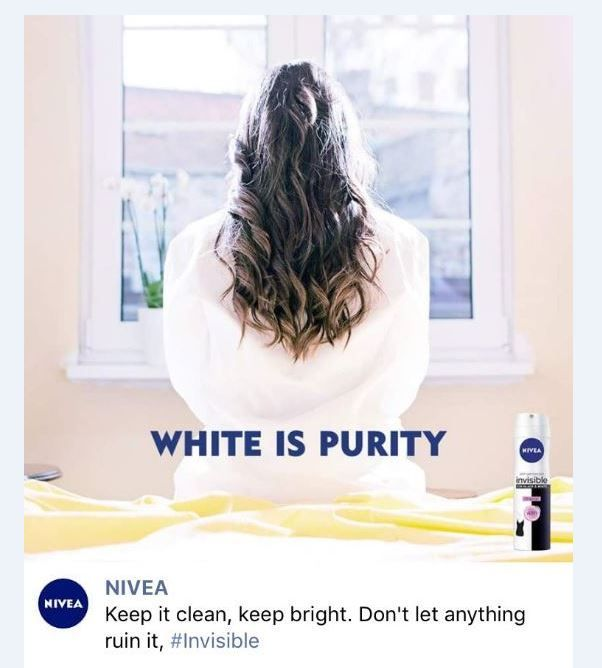 WHITE IS PURITY
NIVEA
invisible
NIVEA
NIVEA
Keep it clean, keep bright. Don't let anything
ruin it, #Invisible